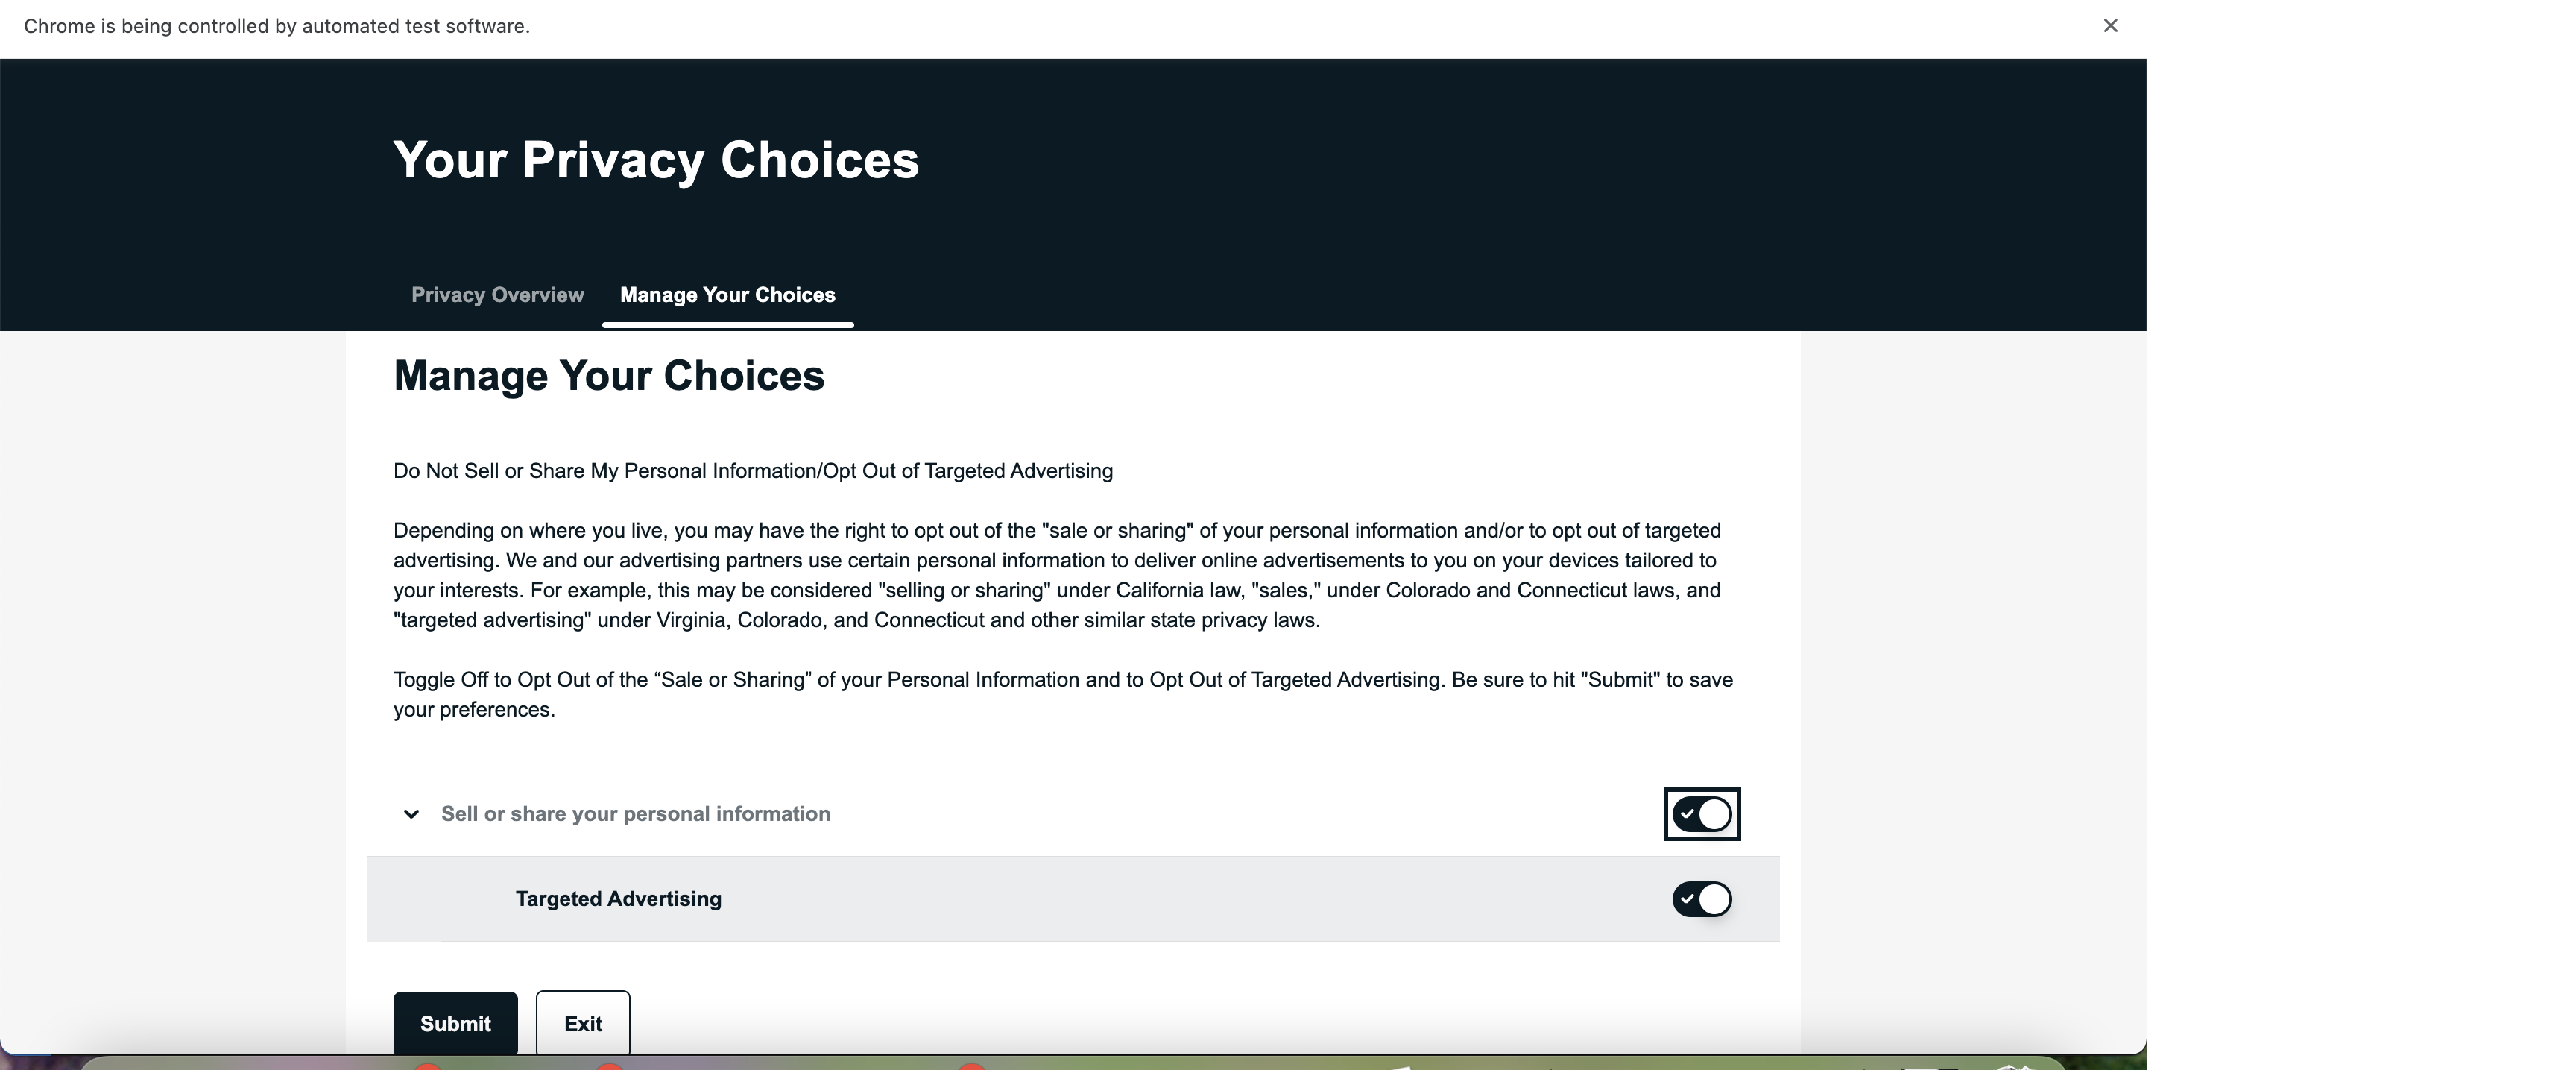 Chrome is being controlled by automated test software.
Your Privacy Choices
Privacy Overview Manage Your Choices
Manage Your Choices
Do Not Sell or Share My Personal Information/Opt Out of Targeted Advertising
Depending on where you live, you may have the right to opt out of the "sale or sharing" of your personal information and/or to opt out of targeted
advertising. We and our advertising partners use certain personal information to deliver online advertisements to you on your devices tailored to
your interests. For example, this may be considered "selling or sharing" under California law, "sales," under Colorado and Connecticut laws, and
"targeted advertising" under Virginia, Colorado, and Connecticut and other similar state privacy laws.
Toggle Off to Opt Out of the “Sale or Sharing” of your Personal Information and to Opt Out of Targeted Advertising. Be sure to hit "Submit" to save
your preferences.
Sell or share your personal information
Targeted Advertising
Submit Exit